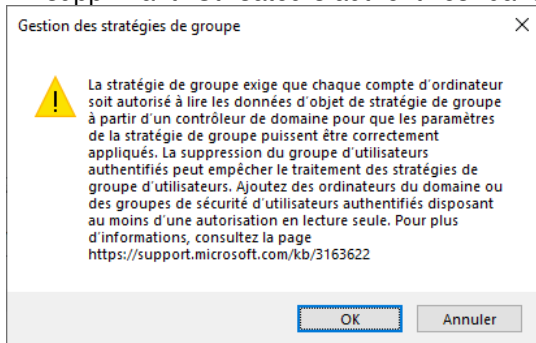 Gestion des stratégies de groupe
La stratégie de groupe exige que chaque compte d'ordinateur
soit autorisé à lire les données d'objet de stratégie de groupe
à partir d'un contrôleur de domaine pour que les paramètres
de la stratégie de groupe puissent être correctement
appliqués. La suppression du groupe d'utilisateurs
authentifiés peut empêcher le traitement des stratégies de
groupe d'utilisateurs. Ajoutez des ordinateurs du domaine ou
des groupes de sécurité d'utilisateurs authentifiés disposant
au moins d'une autorisation en lecture seule. Pour plus
d'informations, consultez la page
https://support.microsoft.com/kb/3163622
OK Annuler